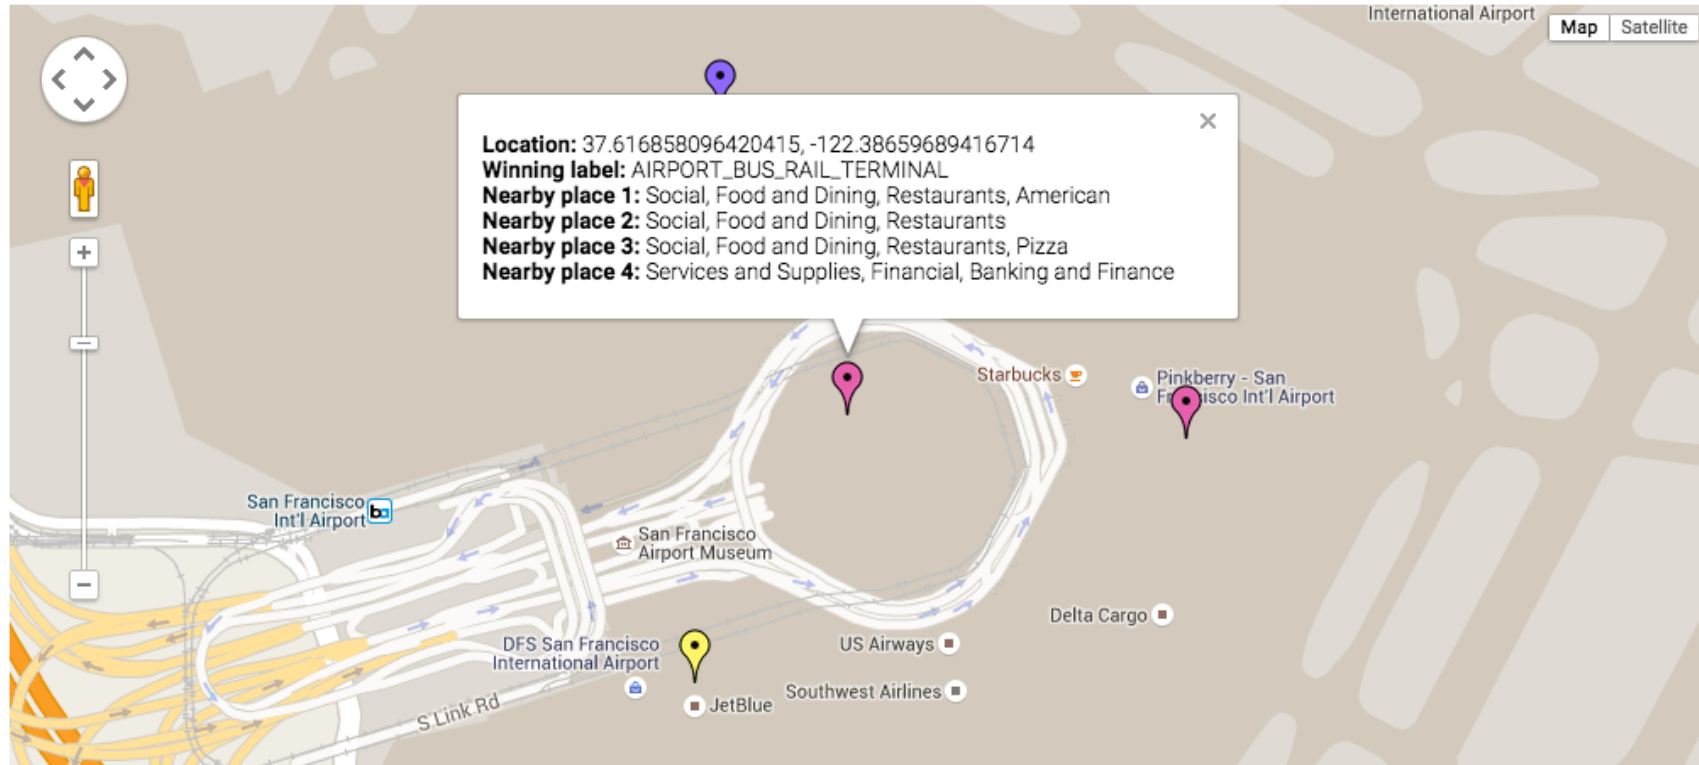 International Airport
Map
Satellite
Location: 37.616858096420415, -122.38659689416714
Winning label: AIRPORT_BUS_RAIL_TERMINAL
Nearby place 1: Social, Food and Dining, Restaurants, American
Nearby place 2: Social, Food and Dining, Restaurants
Nearby place 3: Social, Food and Dining, Restaurants, Pizza
Nearby place 4: Services and Supplies, Financial, Banking and Finance
Starbucks
Pinkberry - San
Francisco Int'l Airport
San Francisco
Int'l Airport
ba
San Francisco
Airport Museum
Delta Cargo
DFS San Francisco
International Airport
US Airways
Southwest Airlines
JetBlue
S Link Rd